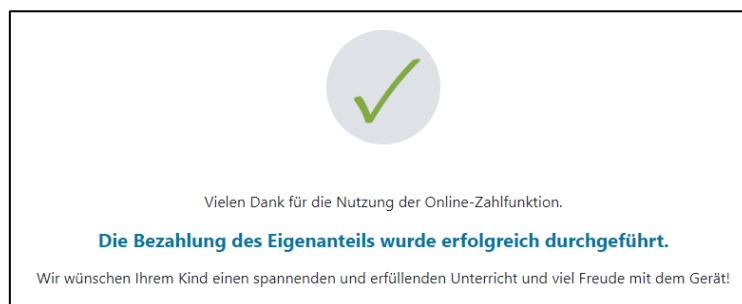 Vielen Dank für die Nutzung der Online-Zahlfunktion.
Die Bezahlung des Eigenanteils wurde erfolgreich durchgeführt.
Wir wünschen Ihrem Kind einen spannenden und erfüllenden Unterricht und viel Freude mit dem Gerät!